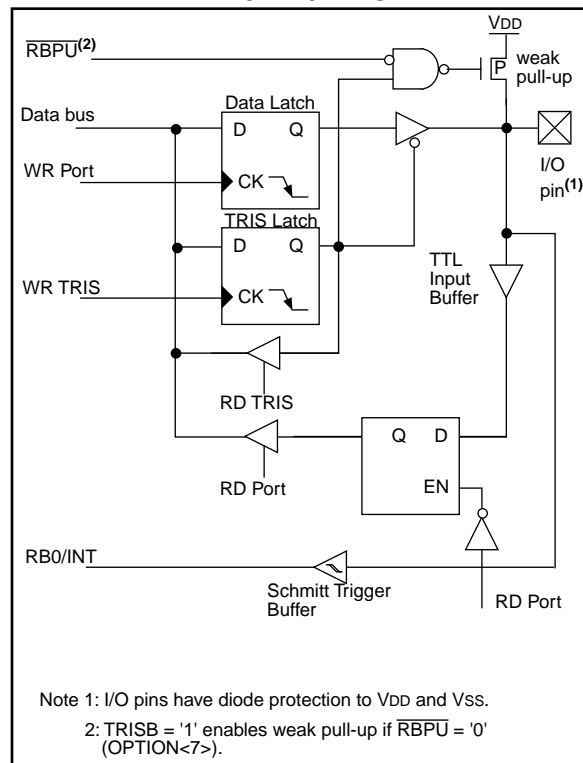 VDD
RBPU(2)
P
weak
pull-up
Data Latch
Data bus
D
Q
WR Port
CK
I/O
pin(1)
TRIS Latch
D
Q
TTL
Input
Buffer
WR TRIS
CK
RD TRIS
Q
D
RD Port
EN
RB0/INT
Schmitt Trigger
Buffer
RD Port
Note 1: I/O pins have diode protection to VDD and VSS.
2: TRISB = '1' enables weak pull-up if RBPU = '0'
(OPTION<7>).